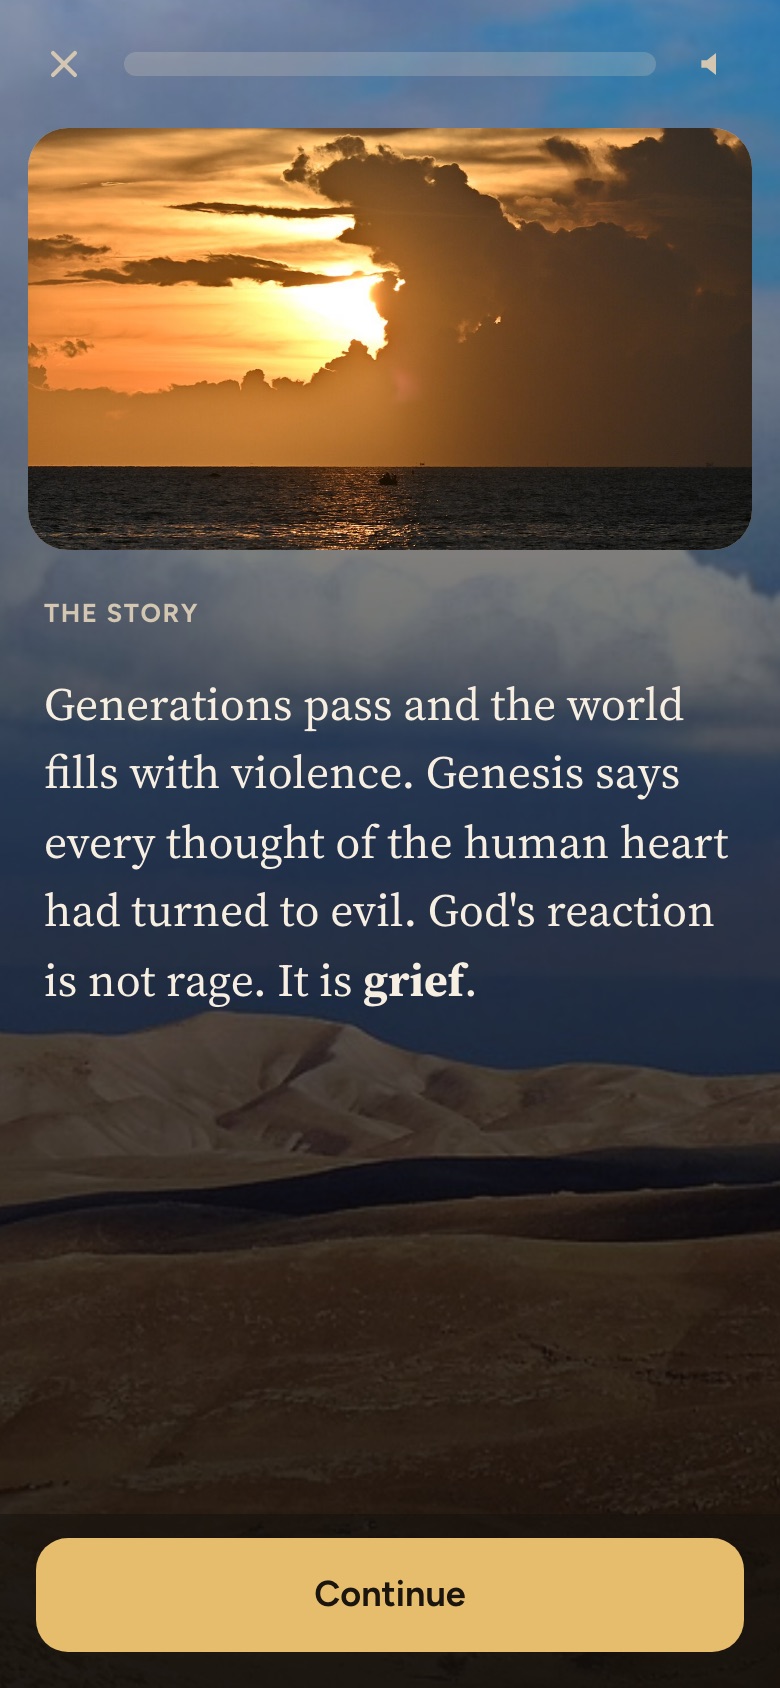 THE STORY
Generations pass and the world
fills with violence. Genesis says
every thought of the human heart
had turned to evil. God's reaction
is not rage. It is grief.
Continue